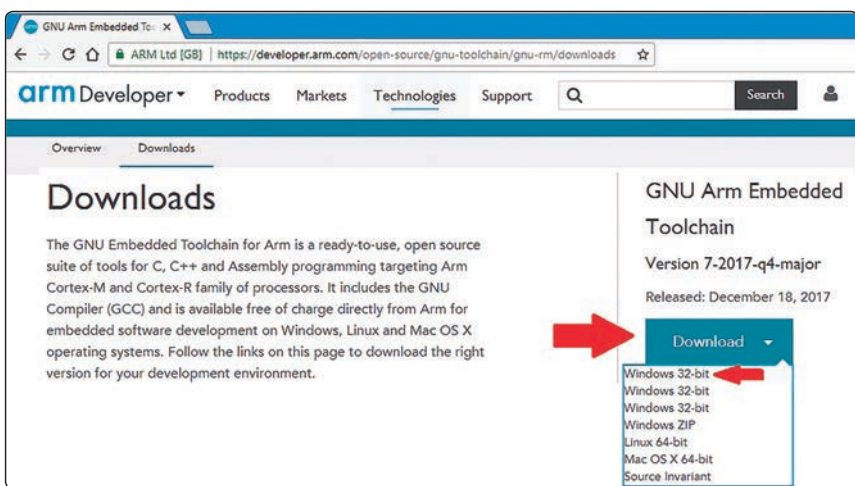 GNU Arm Embedded To
ARM Ltd [GB] | https://developer.arm.com/open-source/gnu-toolchain/gnu-rm/downloads
arm Developer Products Markets Technologies Support Search
Overview Downloads
Downloads
The GNU Embedded Toolchain for Arm is a ready-to-use, open source
suite of tools for C, C++ and Assembly programming targeting Arm
Cortex-M and Cortex-R family of processors. It includes the GNU
Compiler (GCC) and is available free of charge directly from Arm for
embedded software development on Windows, Linux and Mac OS X
operating systems. Follow the links on this page to download the right
version for your development environment.
GNU Arm Embedded
Toolchain
Version 7-2017-q4-major
Released: December 18, 2017
Download
Windows 32-bit
Windows 32-bit
Windows 32-bit
Windows ZIP
Linux 64-bit
Mac OS X 64-bit
Source Invariant